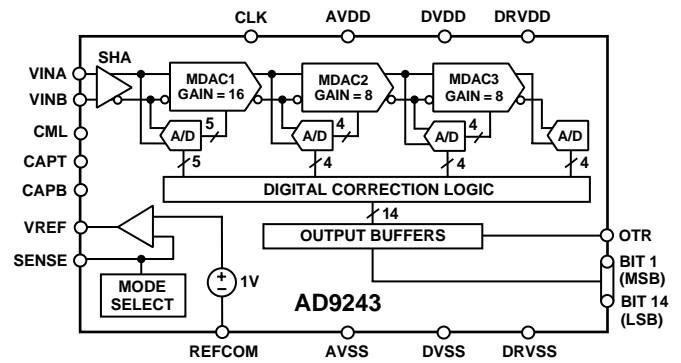 CLK AVDD DVDD DRVDD
SHA
VINA
VINB
MDAC1
GAIN = 16
MDAC2
GAIN = 8
MDAC3
GAIN = 8
CML
A/D
5
A/D
4
A/D
4
A/D
CAPT
5
4
4
4
CAPB
DIGITAL CORRECTION LOGIC
14
VREF
OUTPUT BUFFERS
OTR
SENSE
BIT 1
(MSB)
MODE
SELECT
1V
AD9243
BIT 14
(LSB)
REFCOM AVSS DVSS DRVSS